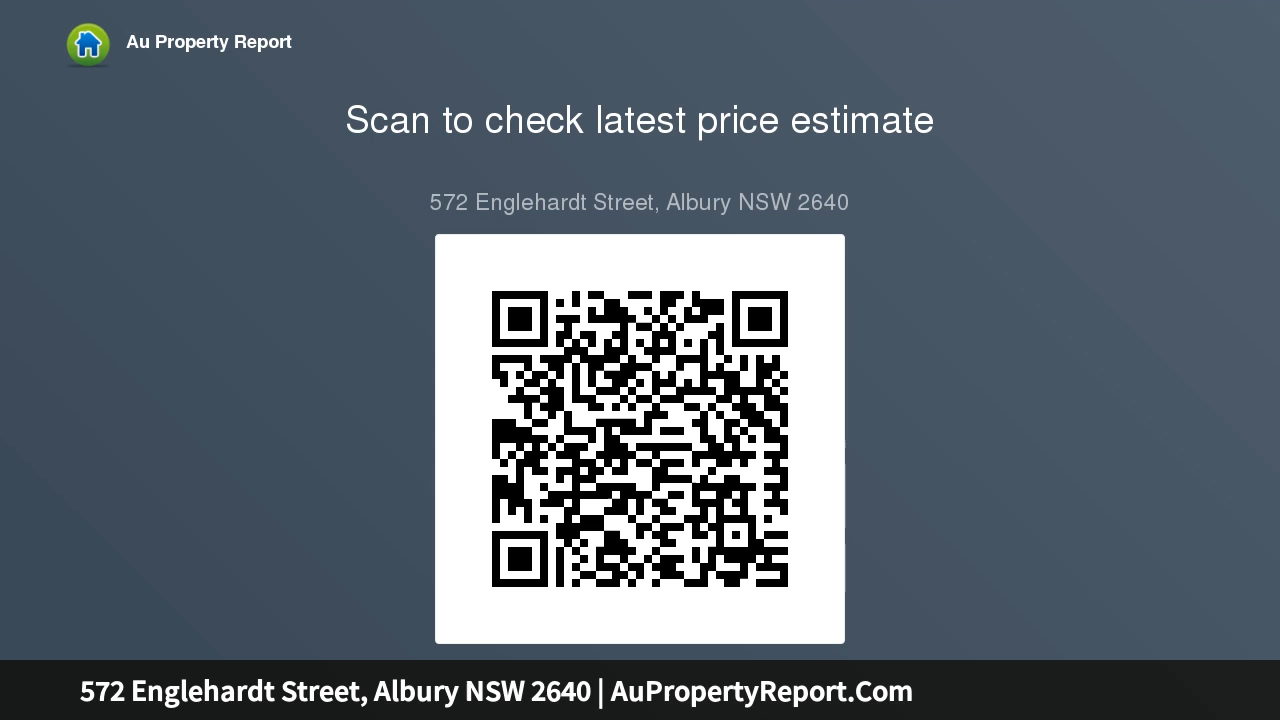 Au Property Report
Scan to check latest price estimate
572 Englehardt Street, Albury NSW 2640
572 Englehardt Street, Albury NSW 2640 | AuPropertyReport.Com